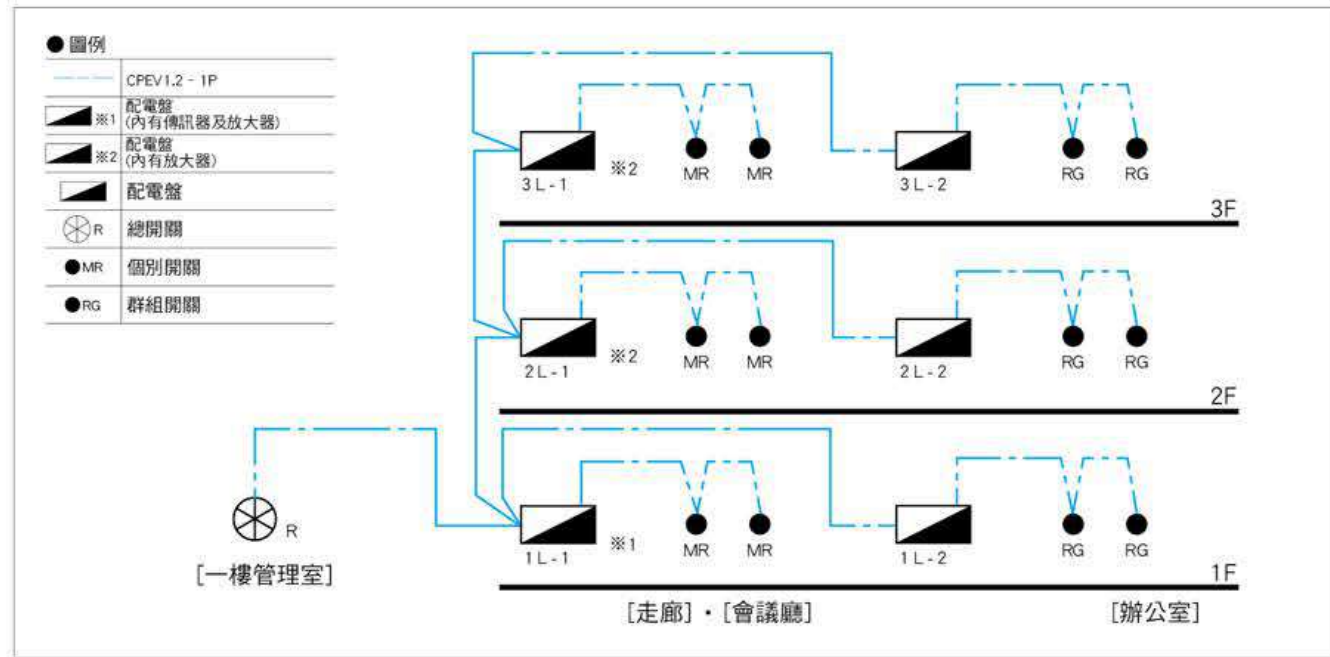 ●圖例
CPEV1.2 - 1P
※1 配電盤
(內有傳訊器及放大器)
※2 配電盤
(內有放大器)
配電盤
R 總開關
●MR 個別開關
●RG 群組開關
3L-1 ※2 MR MR 3L-2 RG RG
3F
2L-1 ※2 MR MR 2L-2 RG RG
2F
R
1L-1 ※1 MR MR 1L-2 RG RG
[一樓管理室]
1F
[走廊]・[會議廳] [辦公室]